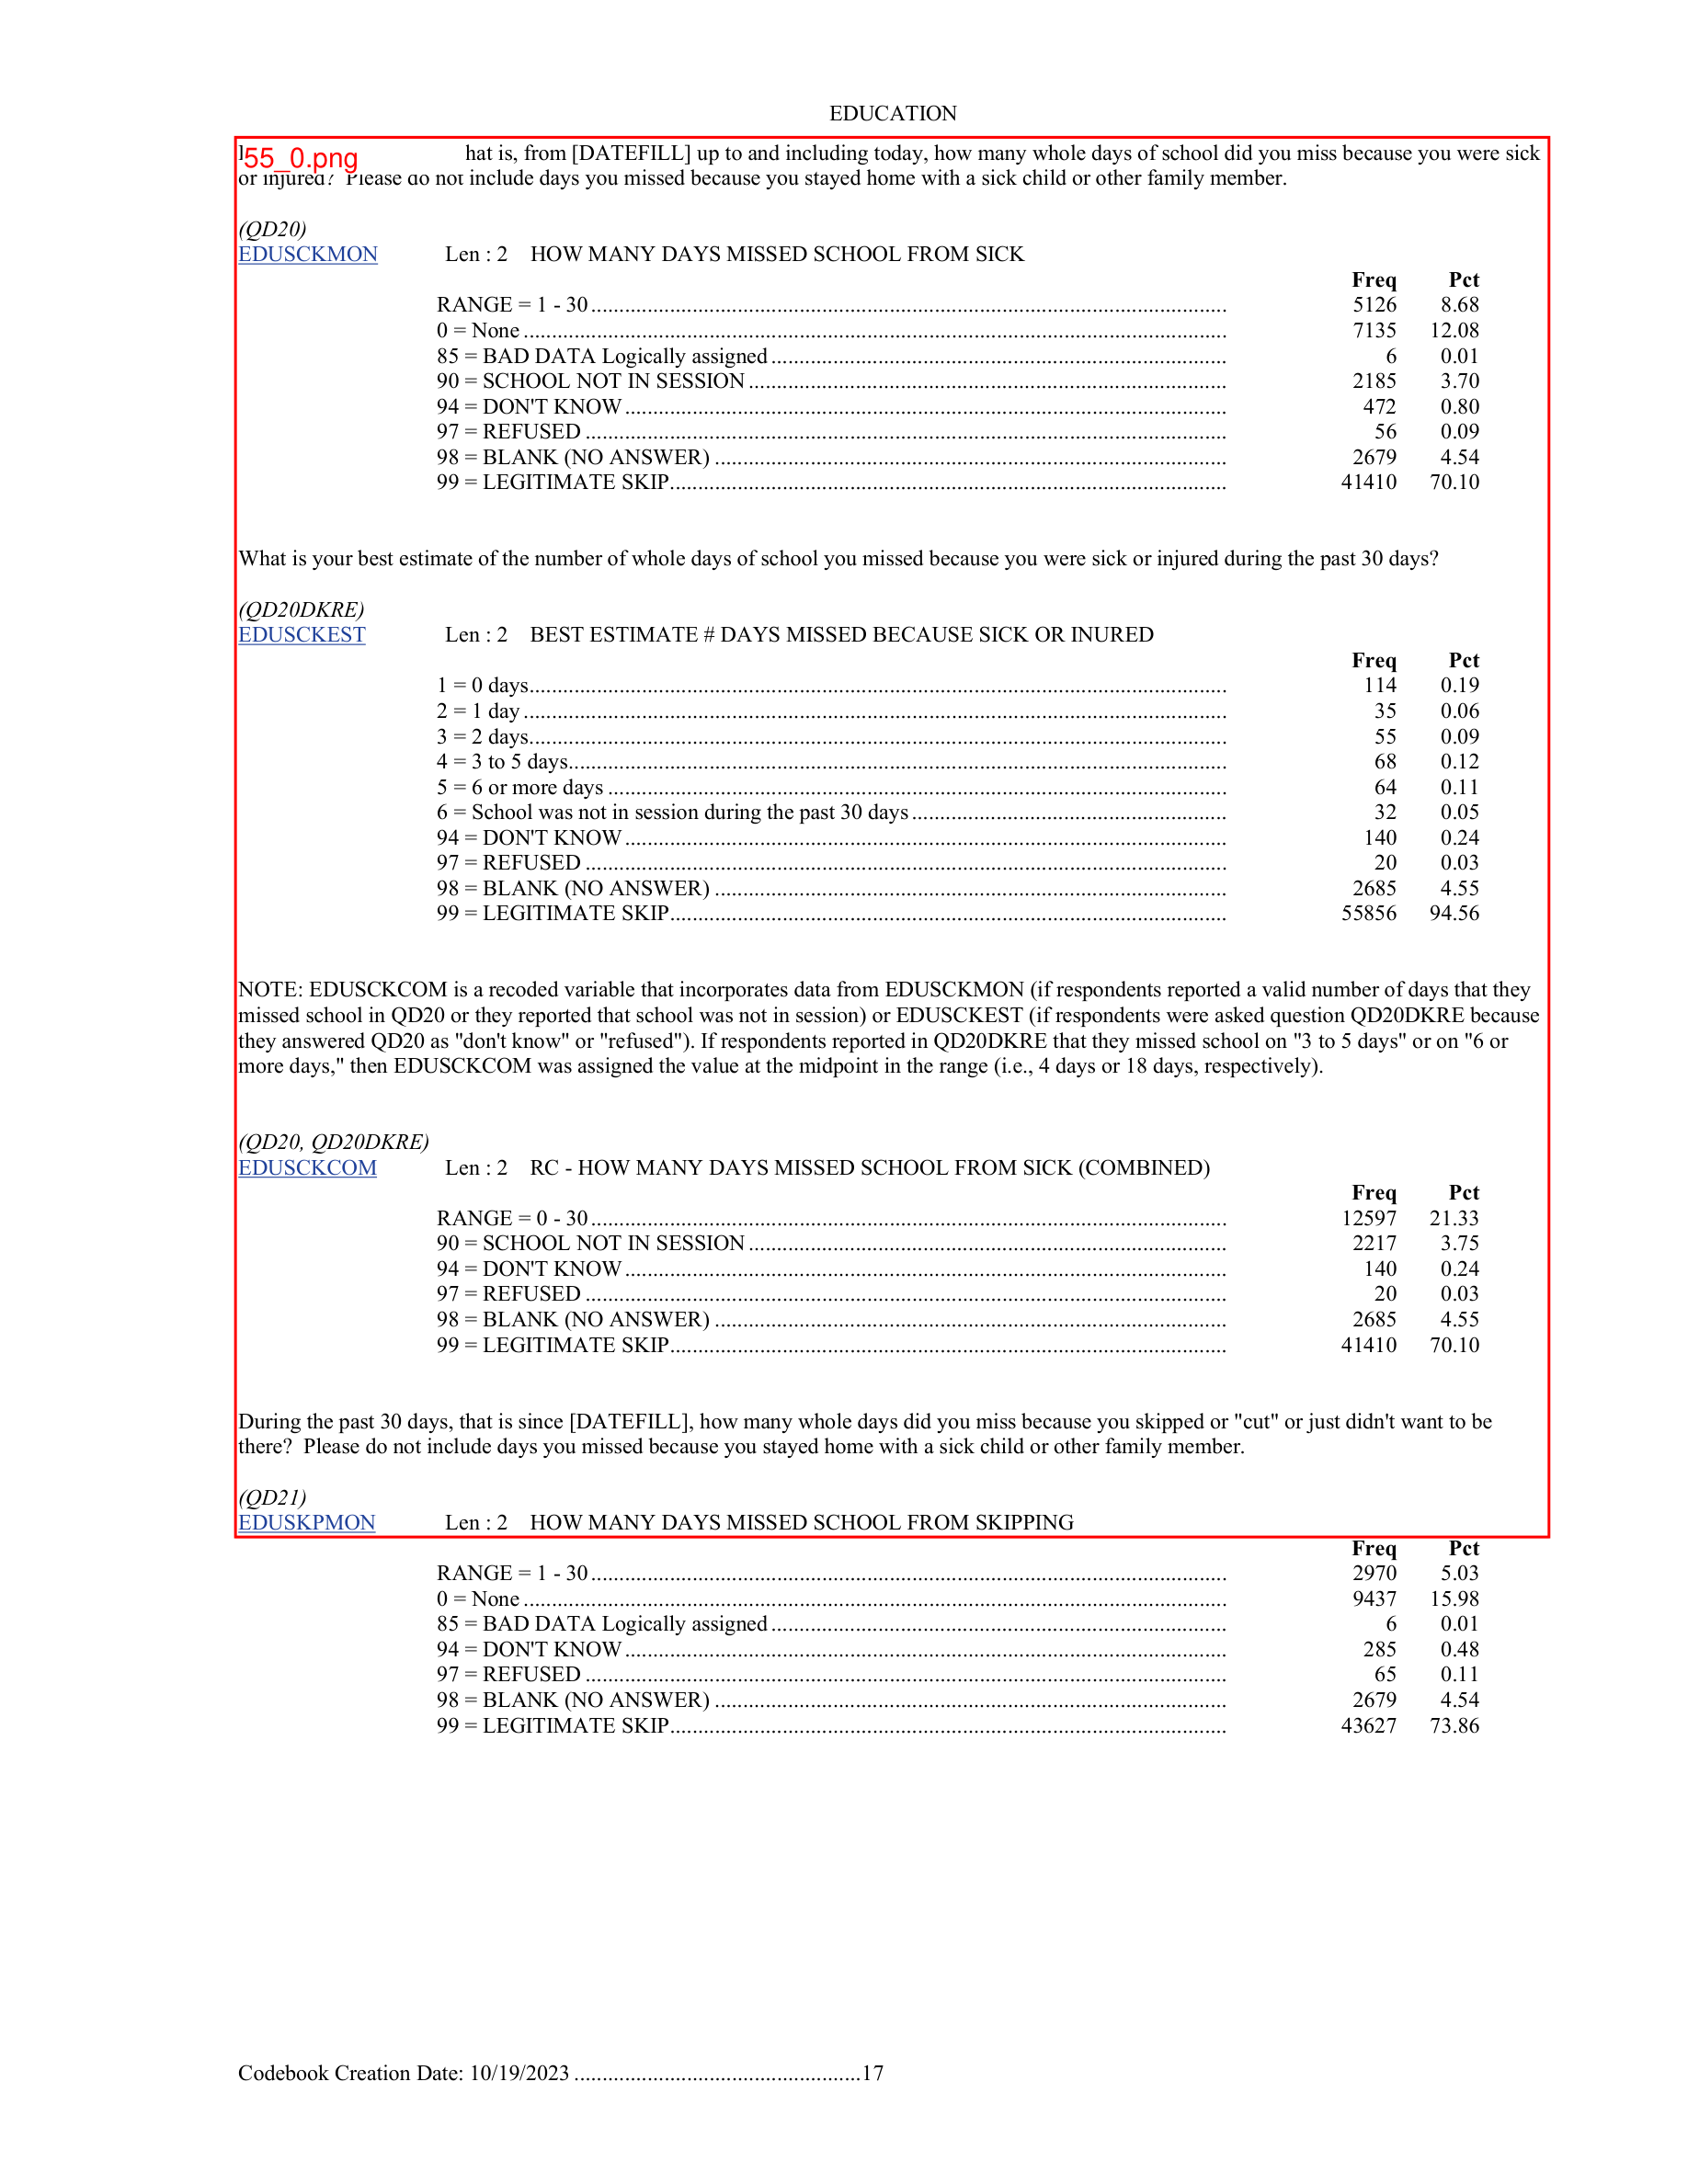 EDUCATION
55_0.png hat is, from [DATEFILL] up to and including today, how many whole days of school did you miss because you were sick
or injured?  Please do not include days you missed because you stayed home with a sick child or other family member.
(QD20)
EDUSCKMON Len : 2 HOW MANY DAYS MISSED SCHOOL FROM SICK
Freq Pct
RANGE = 1 - 30 5126 8.68
0 = None 7135 12.08
85 = BAD DATA Logically assigned 6 0.01
90 = SCHOOL NOT IN SESSION 2185 3.70
94 = DON'T KNOW 472 0.80
97 = REFUSED 56 0.09
98 = BLANK (NO ANSWER) 2679 4.54
99 = LEGITIMATE SKIP 41410 70.10
What is your best estimate of the number of whole days of school you missed because you were sick or injured during the past 30 days?
(QD20DKRE)
EDUSCKEST Len : 2 BEST ESTIMATE # DAYS MISSED BECAUSE SICK OR INURED
Freq Pct
1 = 0 days 114 0.19
2 = 1 day 35 0.06
3 = 2 days 55 0.09
4 = 3 to 5 days 68 0.12
5 = 6 or more days 64 0.11
6 = School was not in session during the past 30 days 32 0.05
94 = DON'T KNOW 140 0.24
97 = REFUSED 20 0.03
98 = BLANK (NO ANSWER) 2685 4.55
99 = LEGITIMATE SKIP 55856 94.56
NOTE: EDUSCKCOM is a recoded variable that incorporates data from EDUSCKMON (if respondents reported a valid number of days that they
missed school in QD20 or they reported that school was not in session) or EDUSCKEST (if respondents were asked question QD20DKRE because
they answered QD20 as "don't know" or "refused"). If respondents reported in QD20DKRE that they missed school on "3 to 5 days" or on "6 or
more days," then EDUSCKCOM was assigned the value at the midpoint in the range (i.e., 4 days or 18 days, respectively).
(QD20, QD20DKRE)
EDUSCKCOM Len : 2 RC - HOW MANY DAYS MISSED SCHOOL FROM SICK (COMBINED)
Freq Pct
RANGE = 0 - 30 12597 21.33
90 = SCHOOL NOT IN SESSION 2217 3.75
94 = DON'T KNOW 140 0.24
97 = REFUSED 20 0.03
98 = BLANK (NO ANSWER) 2685 4.55
99 = LEGITIMATE SKIP 41410 70.10
During the past 30 days, that is since [DATEFILL], how many whole days did you miss because you skipped or "cut" or just didn't want to be
there?  Please do not include days you missed because you stayed home with a sick child or other family member.
(QD21)
EDUSKPMON Len : 2 HOW MANY DAYS MISSED SCHOOL FROM SKIPPING
Freq Pct
RANGE = 1 - 30 2970 5.03
0 = None 9437 15.98
85 = BAD DATA Logically assigned 6 0.01
94 = DON'T KNOW 285 0.48
97 = REFUSED 65 0.11
98 = BLANK (NO ANSWER) 2679 4.54
99 = LEGITIMATE SKIP 43627 73.86
Codebook Creation Date: 10/19/2023 17